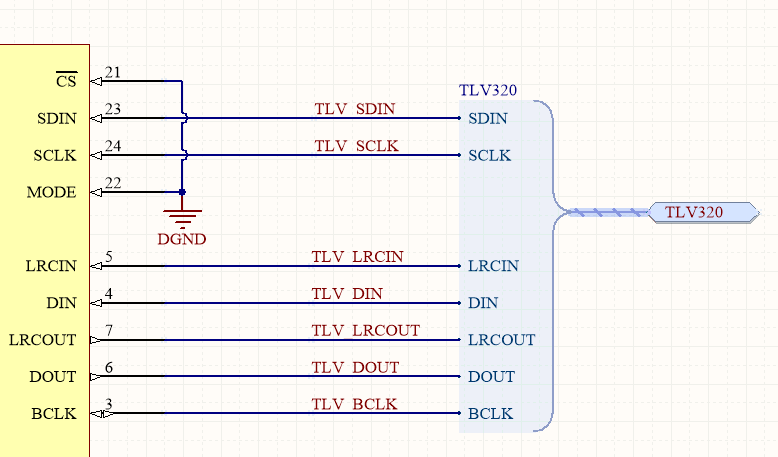 TLV320
CS 21
SDIN 23 TLV_SDIN SDIN
SCLK 24 TLV_SCLK SCLK
MODE 22
TLV320
DGND
LRCIN 5 TLV_LRCIN LRCIN
DIN 4 TLV_DIN DIN
LRCOUT 7 TLV_LRCOUT LRCOUT
DOUT 6 TLV_DOUT DOUT
BCLK 3 TLV_BCLK BCLK